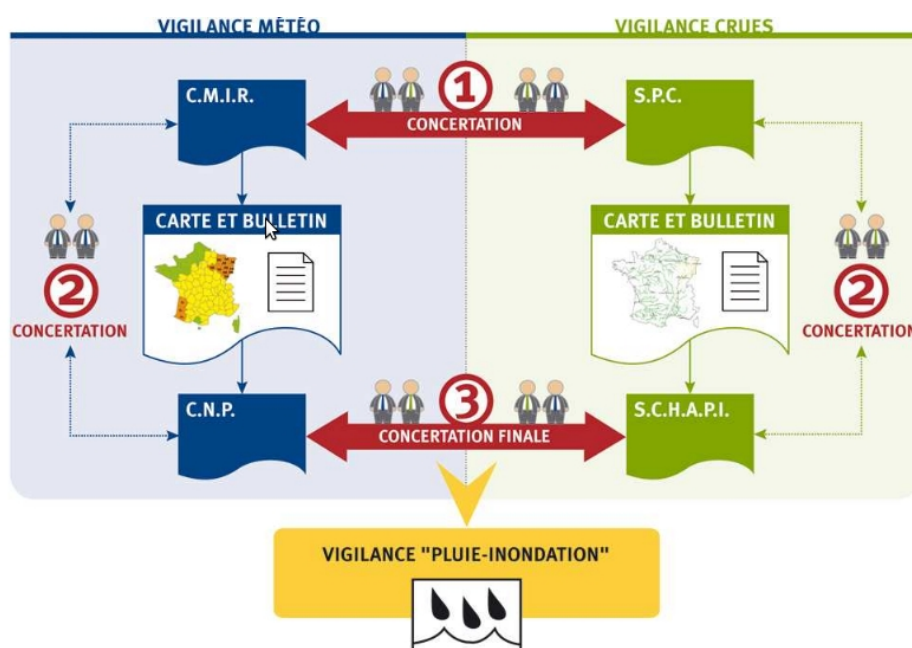 VIGILANCE MÉTÉO
VIGILANCE CRUES
C.M.I.R.
1
CONCERTATION
S.P.C.
CARTE ET BULLETIN
CARTE ET BULLETIN
2
CONCERTATION
2
CONCERTATION
C.N.P.
3
CONCERTATION FINALE
S.C.H.A.P.I.
VIGILANCE "PLUIE-INONDATION"